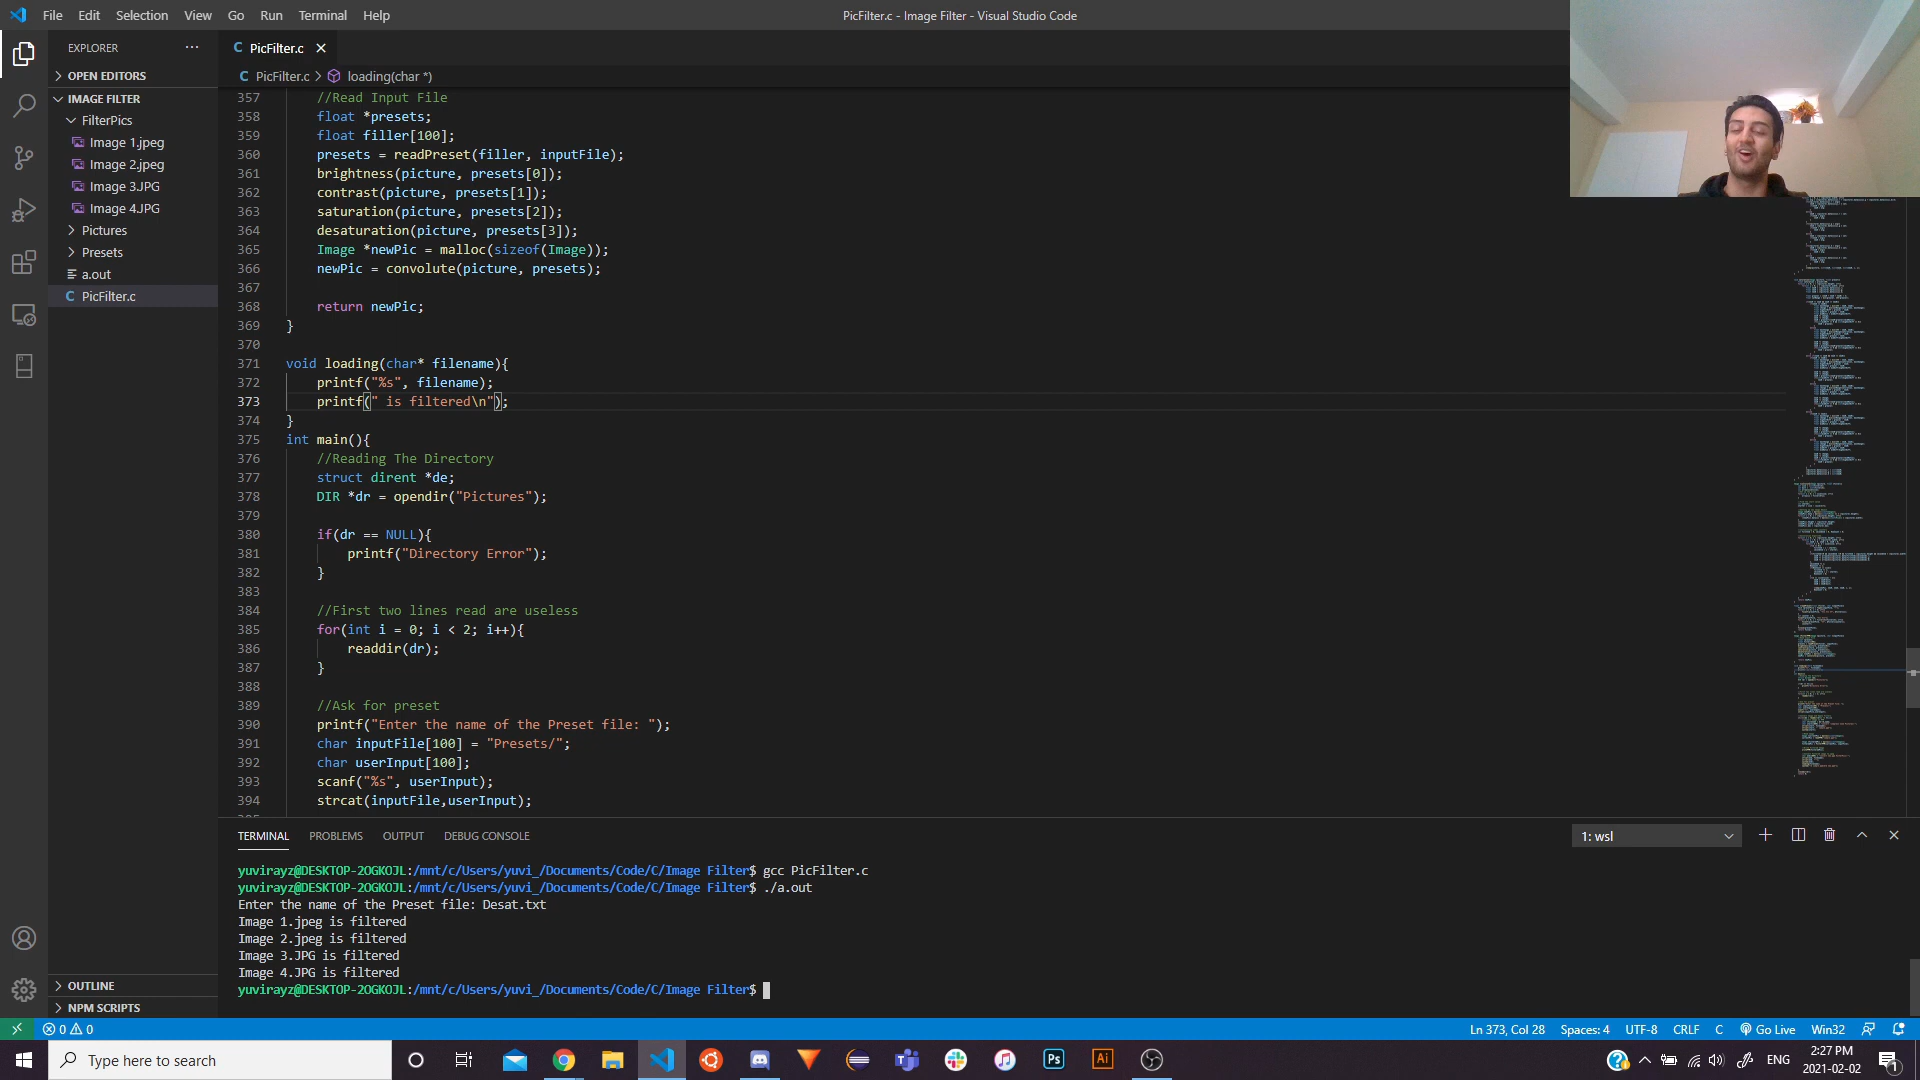 File Edit Selection View Go Run Terminal Help
PicFilter.c - Image Filter - Visual Studio Code
EXPLORER
OPEN EDITORS
IMAGE FILTER
FilterPics
Image 1.jpeg
Image 2.jpeg
Image 3.JPG
Image 4.JPG
Pictures
Presets
a.out
C PicFilter.c
OUTLINE
NPM SCRIPTS
C PicFilter.c
C PicFilter.c > loading(char *)
357 //Read Input File
358 float *presets;
359 float filler[100];
360 presets = readPreset(filler, inputFile);
361 brightness(picture, presets[0]);
362 contrast(picture, presets[1]);
363 saturation(picture, presets[2]);
364 desaturation(picture, presets[3]);
365 Image *newPic = malloc(sizeof(Image));
366 newPic = convolute(picture, presets);
367
368 return newPic;
369 }
370
371 void loading(char* filename){
372 printf("%s", filename);
373 printf(" is filtered\n");
374 }
375 int main(){
376 //Reading The Directory
377 struct dirent *de;
378 DIR *dr = opendir("Pictures");
379
380 if(dr == NULL){
381 printf("Directory Error");
382 }
383
384 //First two lines read are useless
385 for(int i = 0; i < 2; i++){
386 readdir(dr);
387 }
388
389 //Ask for preset
390 printf("Enter the name of the Preset file: ");
391 char inputFile[100] = "Presets/";
392 char userInput[100];
393 scanf("%s", userInput);
394 strcat(inputFile,userInput);
TERMINAL PROBLEMS OUTPUT DEBUG CONSOLE
1: wsl
yuvirayz@DESKTOP-2OGKOJL:/mnt/c/Users/yuvi_/Documents/Code/C/Image Filter$ gcc PicFilter.c
yuvirayz@DESKTOP-2OGKOJL:/mnt/c/Users/yuvi_/Documents/Code/C/Image Filter$ ./a.out
Enter the name of the Preset file: Desat.txt
Image 1.jpeg is filtered
Image 2.jpeg is filtered
Image 3.JPG is filtered
Image 4.JPG is filtered
yuvirayz@DESKTOP-2OGKOJL:/mnt/c/Users/yuvi_/Documents/Code/C/Image Filter$
0 0
Ln 373, Col 28 Spaces: 4 UTF-8 CRLF C Go Live Win32
Type here to search
Ps
Ai
ENG
2:27 PM
2021-02-02
1